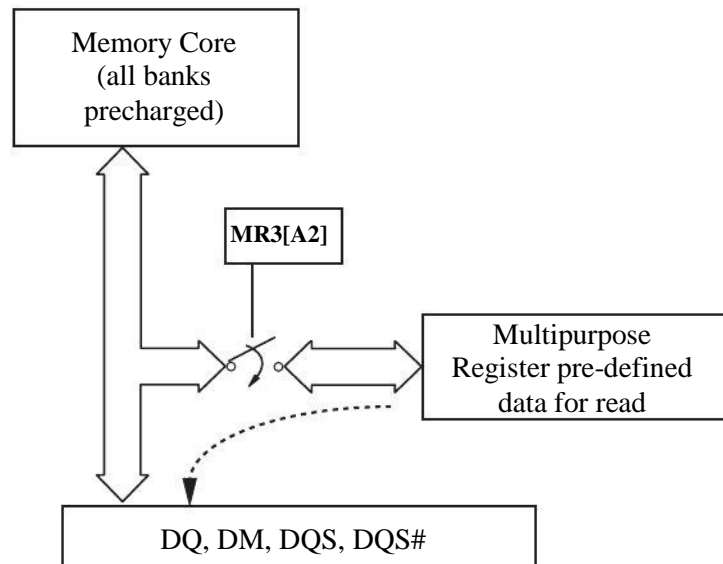 Memory Core
(all banks
precharged)
MR3[A2]
Multipurpose
Register pre-defined
data for read
DQ, DM, DQS, DQS#